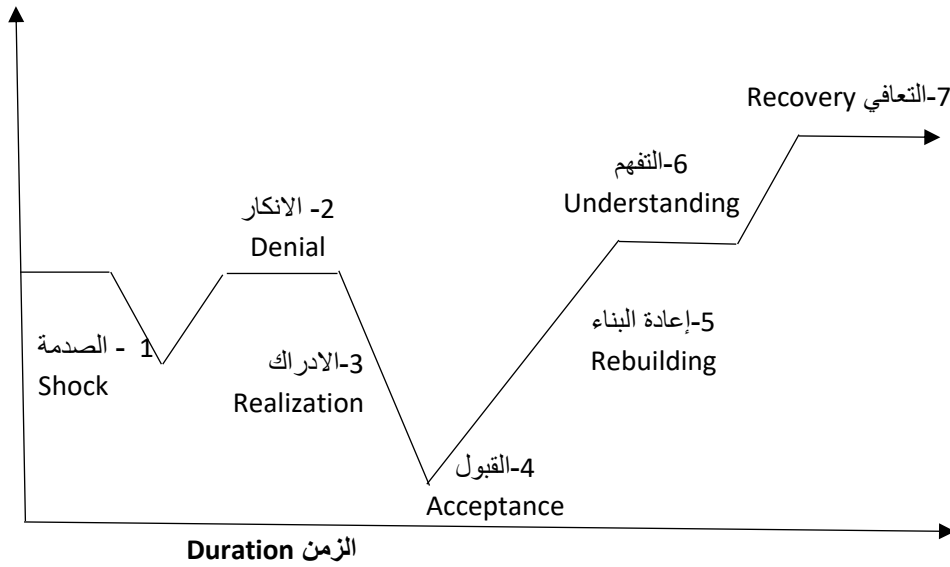 7-التعافي Recovery
6-التفهم
Understanding
2- الانكار
Denial
1 - الصدمة
Shock
3-الادراك
Realization
5-إعادة البناء
Rebuilding
4-القبول
Acceptance
الزمن Duration